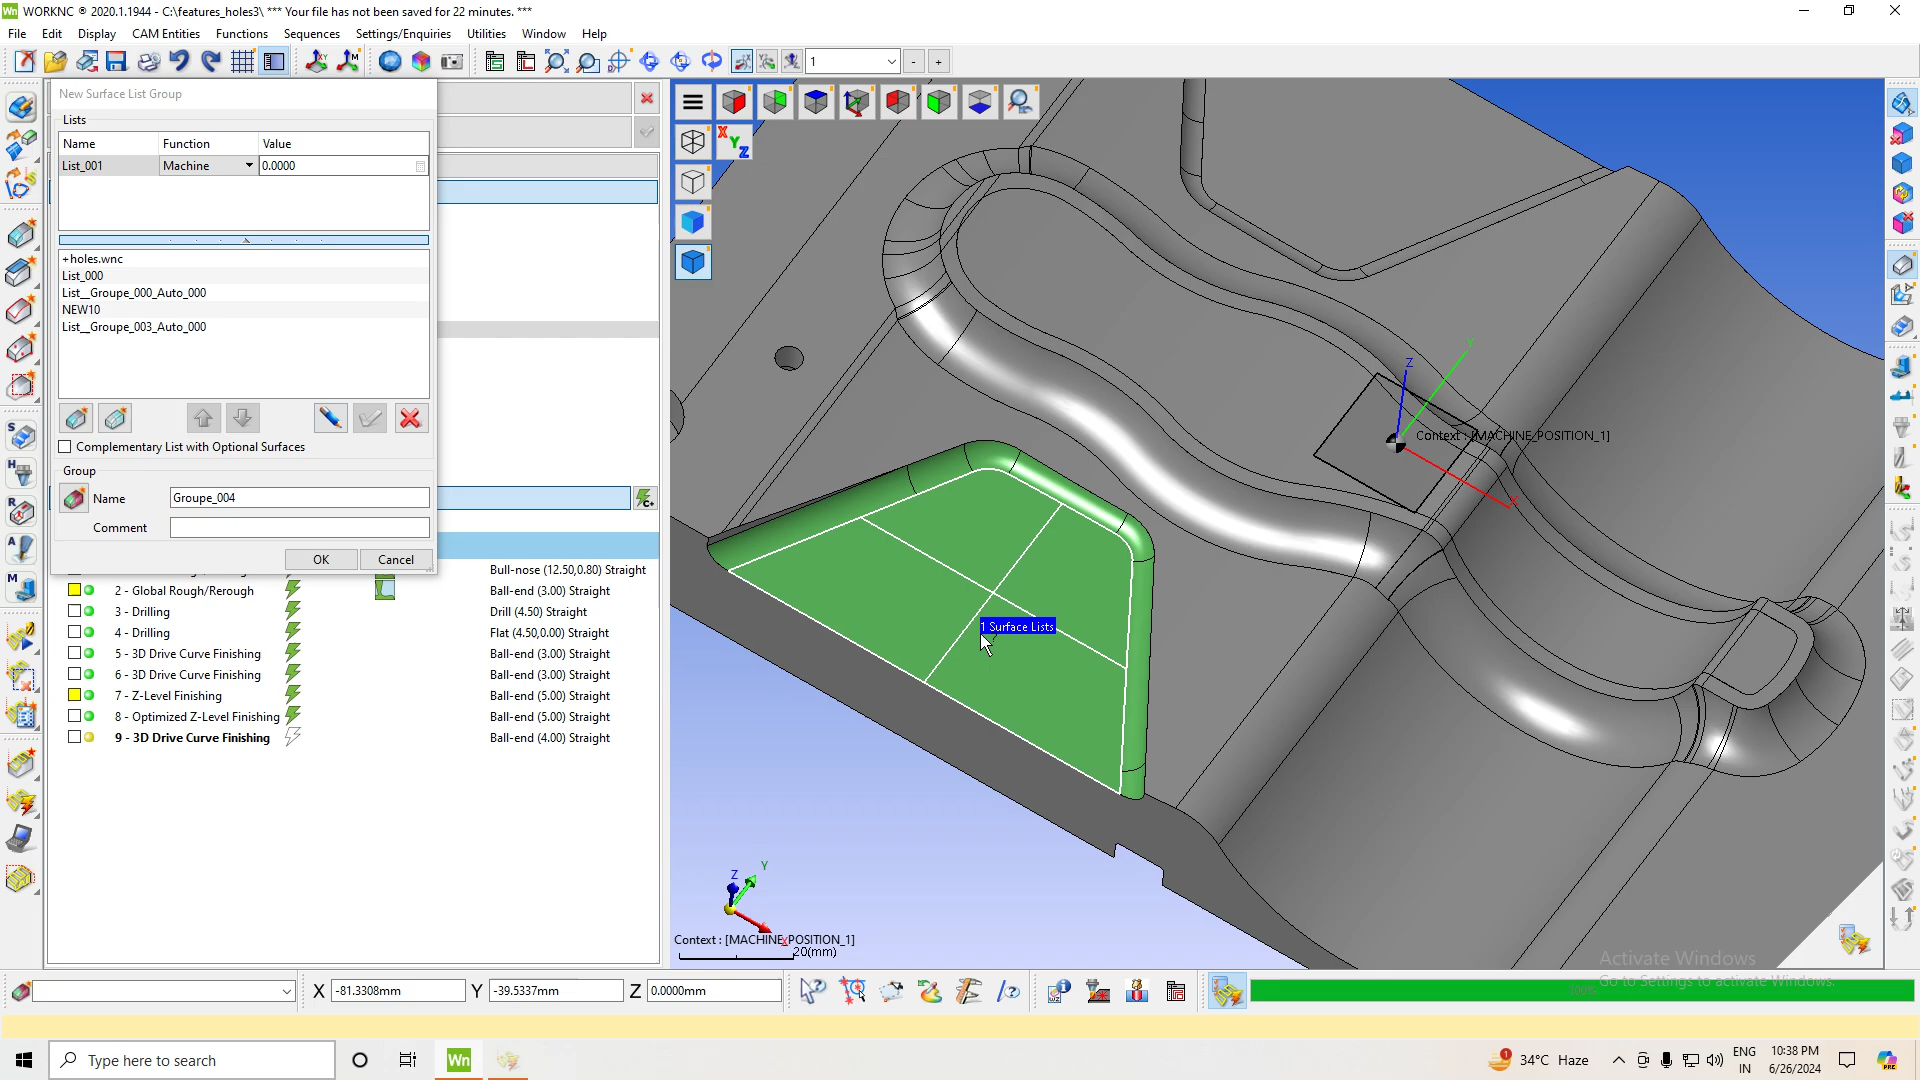 WORKNC ® 2020.1.1944 - C:\features_holes3\ *** Your file has not been saved for 22 minutes. ***
File Edit Display CAM Entities Functions Sequences Settings/Enquiries Utilities Window Help
1 - +
New Surface List Group
Lists
Name Function Value
List_001 Machine 0.0000
+holes.wnc
List_000
List__Groupe_000_Auto_000
NEW10
List__Groupe_003_Auto_000
Complementary List with Optional Surfaces
Group
Name Groupe_004
Comment
OK Cancel
Bull-nose (12.50,0.80) Straight
2 - Global Rough/Rerough Ball-end (3.00) Straight
3 - Drilling Drill (4.50) Straight
4 - Drilling Flat (4.50,0.00) Straight
5 - 3D Drive Curve Finishing Ball-end (3.00) Straight
6 - 3D Drive Curve Finishing Ball-end (3.00) Straight
7 - Z-Level Finishing Ball-end (5.00) Straight
8 - Optimized Z-Level Finishing Ball-end (5.00) Straight
9 - 3D Drive Curve Finishing Ball-end (4.00) Straight
X Y Z
Z Y X
Context : [MACHINE_POSITION_1]
1 Surface Lists
Z Y X
Context : [MACHINE_POSITION_1]
20(mm)
Activate Windows
Go to Settings to activate Windows.
X -81.3308mm Y -39.5337mm Z 0.0000mm
100%
Type here to search
Wn
34°C Haze
ENG
IN
10:38 PM
6/26/2024